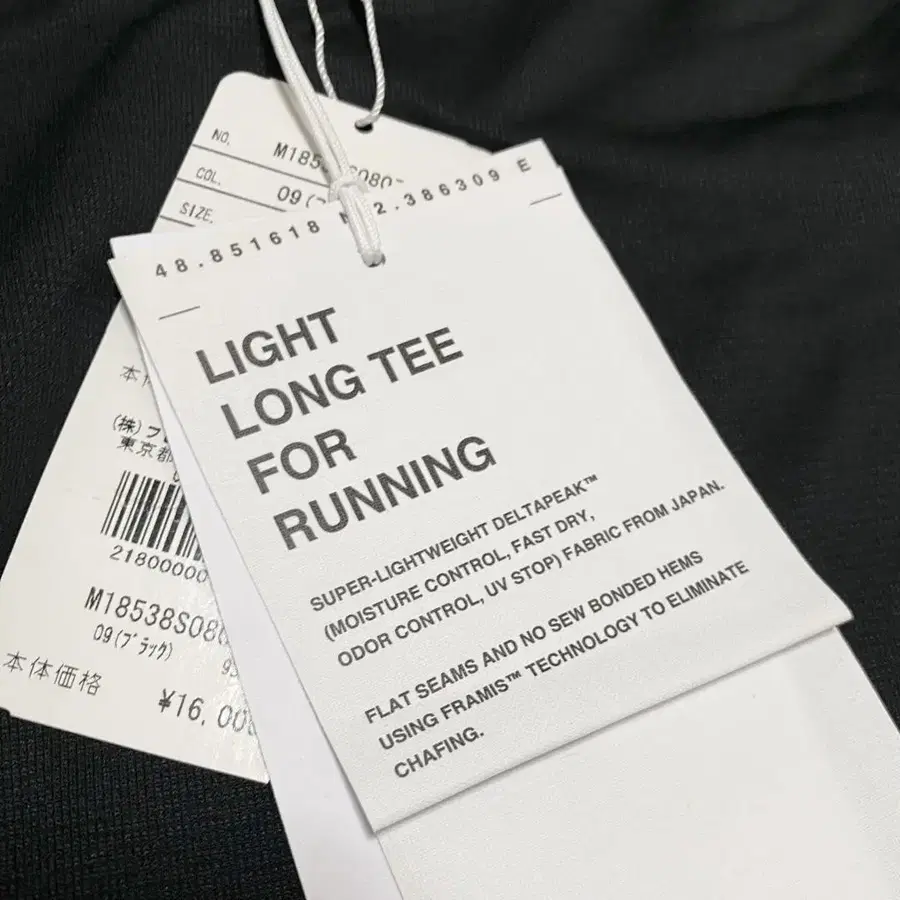 NO.
COL.
09
SIZE.
48.851618 2.386309 E
LIGHT
LONG TEE
FOR
RUNNING
SUPER-LIGHTWEIGHT DELTAPEAK™
(MOISTURE CONTROL, FAST DRY,
ODOR CONTROL, UV STOP) FABRIC FROM JAPAN.
FLAT SEAMS AND NO SEW BONDED HEMS
USING FRAMIS™ TECHNOLOGY TO ELIMINATE
CHAFING.
(株)
東京都
21800000
M18538S080
09(ブラック)
本体価格
¥16,00